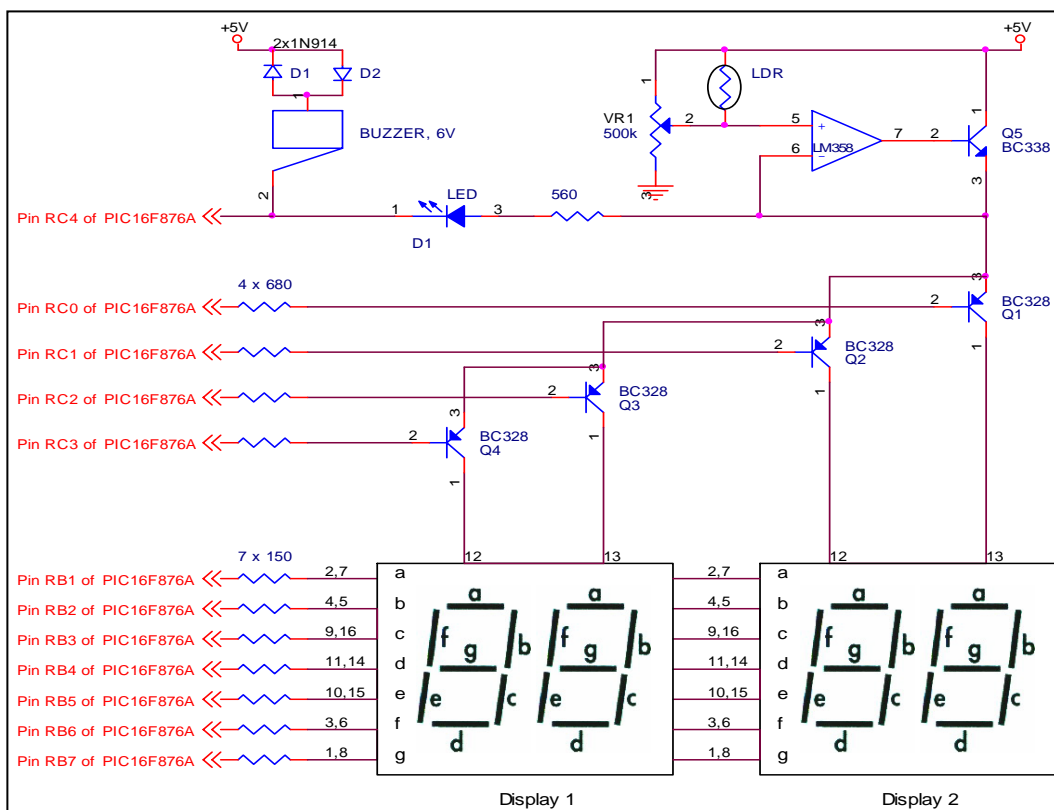 +5V +5V
2x1N914
D1 D2 LDR
1 1 1
VR1 2 5 + 7 2 Q5
500k LM358 BC338
BUZZER, 6V 6 −
2 LED 560 3 3
Pin RC4 of PIC16F876A 1 3
D1
4 x 680 3 BC328
Pin RC0 of PIC16F876A 2 Q1
3 1
BC328
Pin RC1 of PIC16F876A 2 Q2
3
BC328
Pin RC2 of PIC16F876A 2 Q3
3 1 1
BC328
Pin RC3 of PIC16F876A 2 Q4
1
12 13 12 13
7 x 150
Pin RB1 of PIC16F876A 2,7 a 2,7 a
a a a a
Pin RB2 of PIC16F876A 4,5 b 4,5 b
Pin RB3 of PIC16F876A 9,16 c 9,16 c
f b f b f b f b
g g g g
Pin RB4 of PIC16F876A 11,14 d 11,14 d
Pin RB5 of PIC16F876A 10,15 e 10,15 e
e c e c e c e c
Pin RB6 of PIC16F876A 3,6 f 3,6 f
d d d d
Pin RB7 of PIC16F876A 1,8 g 1,8 g
Display 1 Display 2